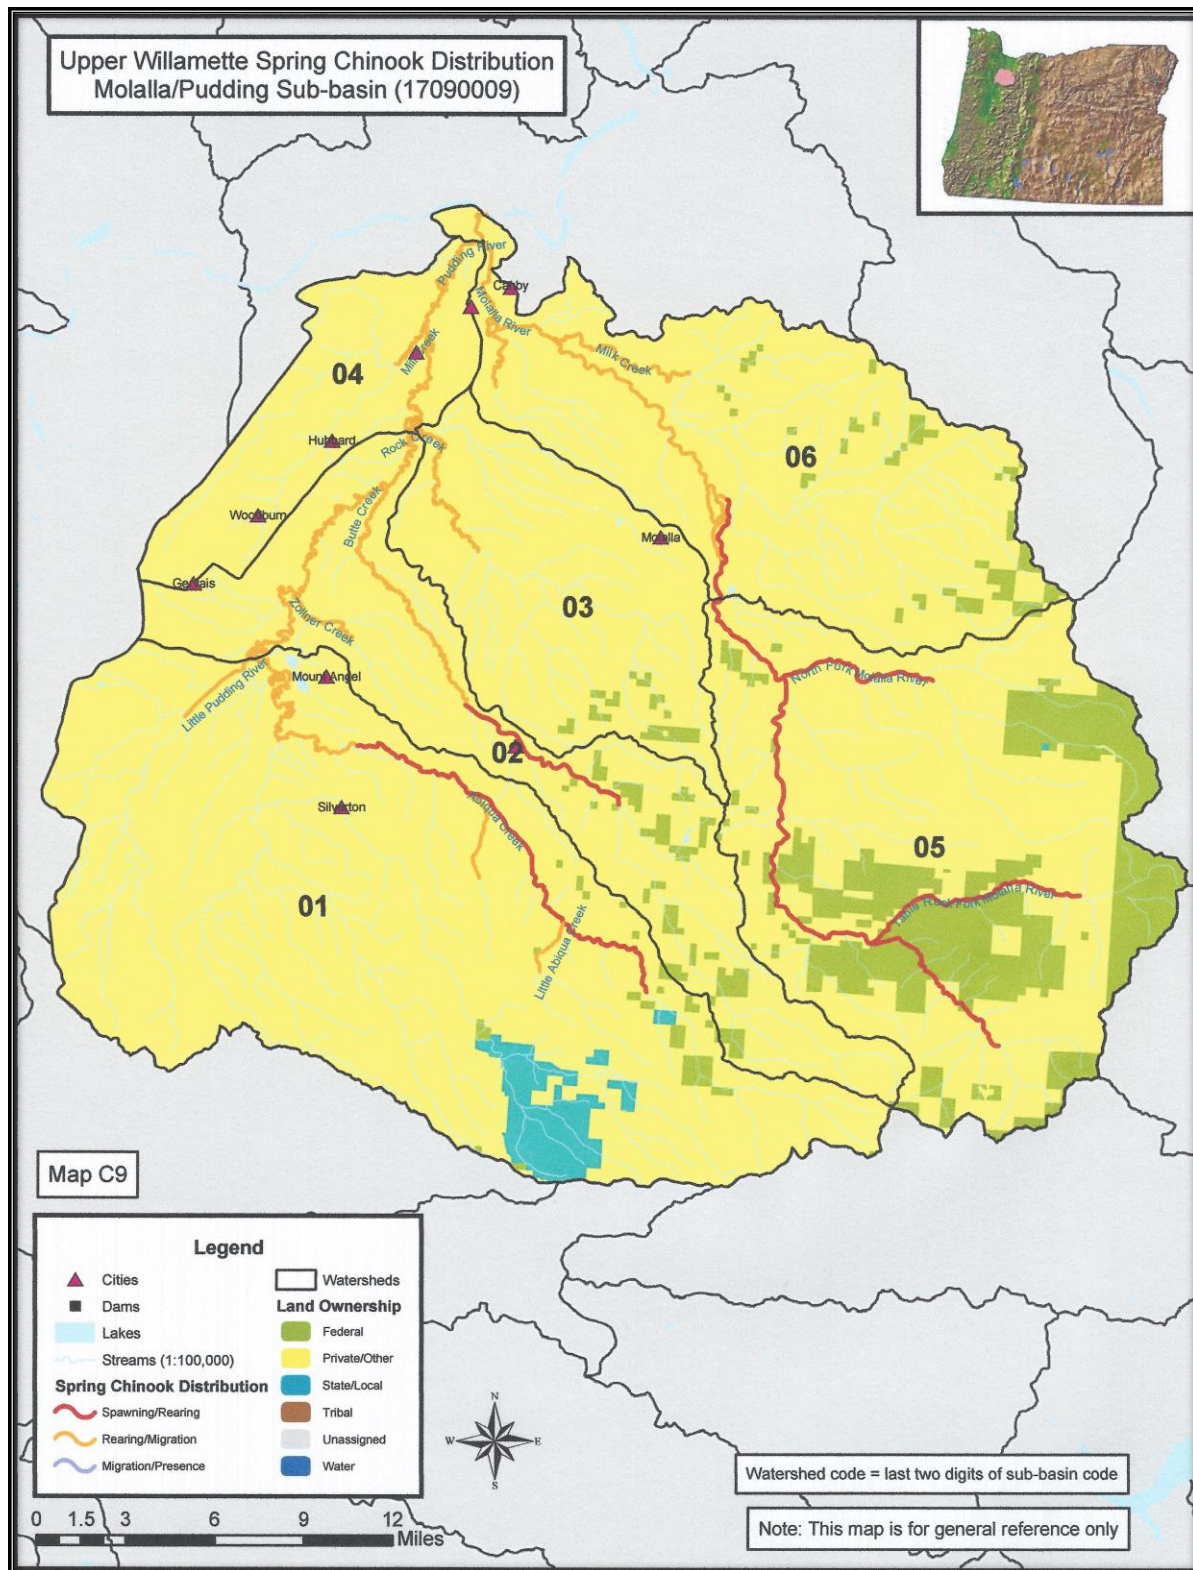 Upper Willamette Spring Chinook Distribution
Molalla/Pudding Sub-basin (17090009)
Pudding River
Canby
Molalla River
Mill Creek
Milk Creek
04
Hubbard
Rock Creek
06
Butte Creek
Woodburn
Molalla
Gervais
03
Zollner Creek
Little Pudding River
Mount Angel
North Fork Molalla River
02
Silverton
Abiqua Creek
05
01
Table Rock Fork Molalla River
Little Abiqua Creek
Map C9
Legend
Cities
Dams
Lakes
Streams (1:100,000)
Spring Chinook Distribution
Spawning/Rearing
Rearing/Migration
Migration/Presence
Watersheds
Land Ownership
Federal
Private/Other
State/Local
Tribal
Unassigned
Water
N
W
E
S
0 1.5 3 6 9 12
Miles
Watershed code = last two digits of sub-basin code
Note: This map is for general reference only